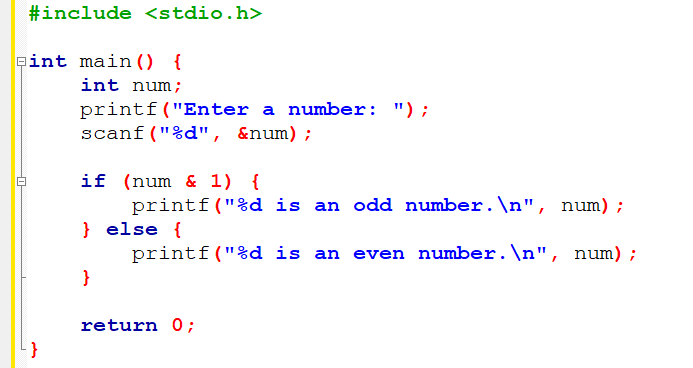 #include <stdio.h>
int main() {
    int num;
    printf("Enter a number: ");
    scanf("%d", &num);
    if (num & 1) {
        printf("%d is an odd number.\n", num);
    } else {
        printf("%d is an even number.\n", num);
    }
    return 0;
}